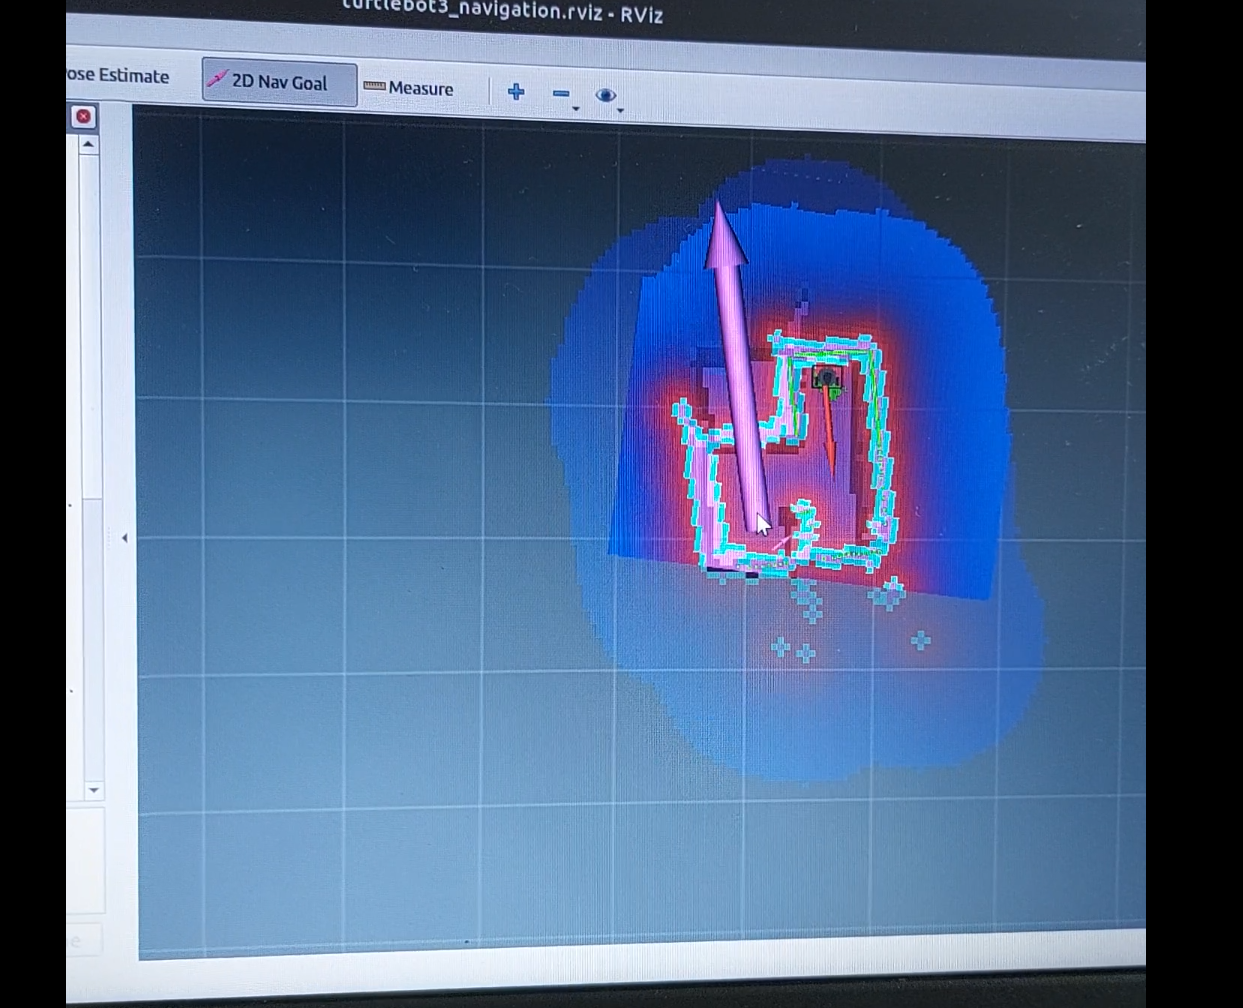 turtlebot3_navigation.rviz - RViz
ose Estimate
2D Nav Goal
Measure
e